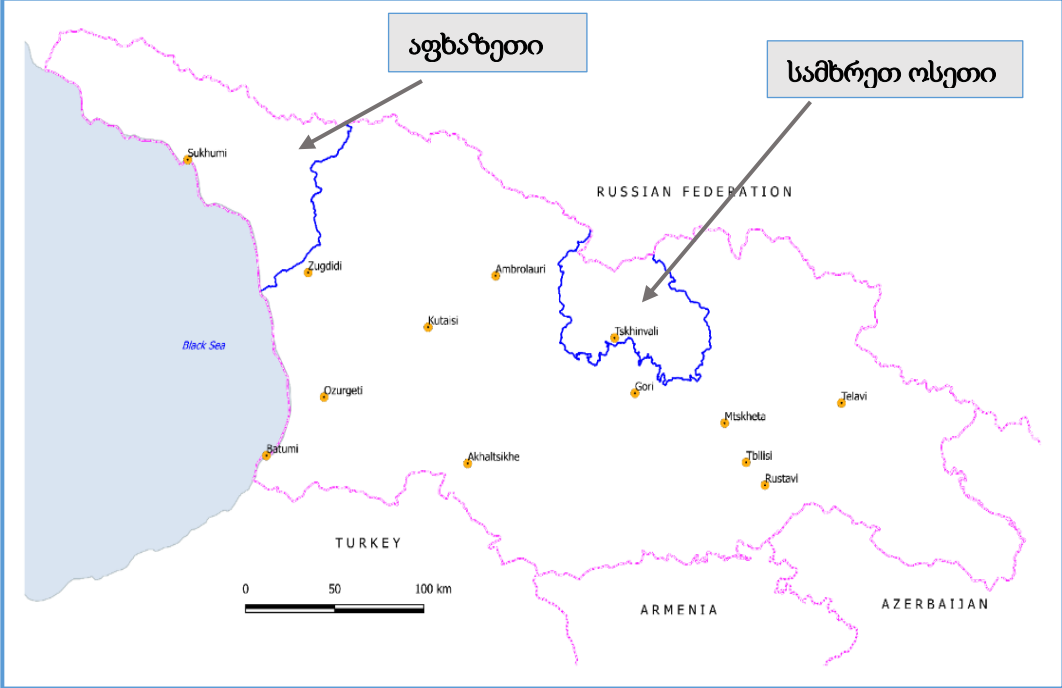 აფხაზეთი
სამხრეთ ოსეთი
RUSSIAN FEDERATION
Sukhumi
Zugdidi
Ambrolauri
Kutaisi
Tskhinvali
Black Sea
Ozurgeti
Gori
Telavi
Mtskheta
Batumi
Akhaltsikhe
Tbilisi
Rustavi
TURKEY
0 50 100 km
ARMENIA
AZERBAIJAN